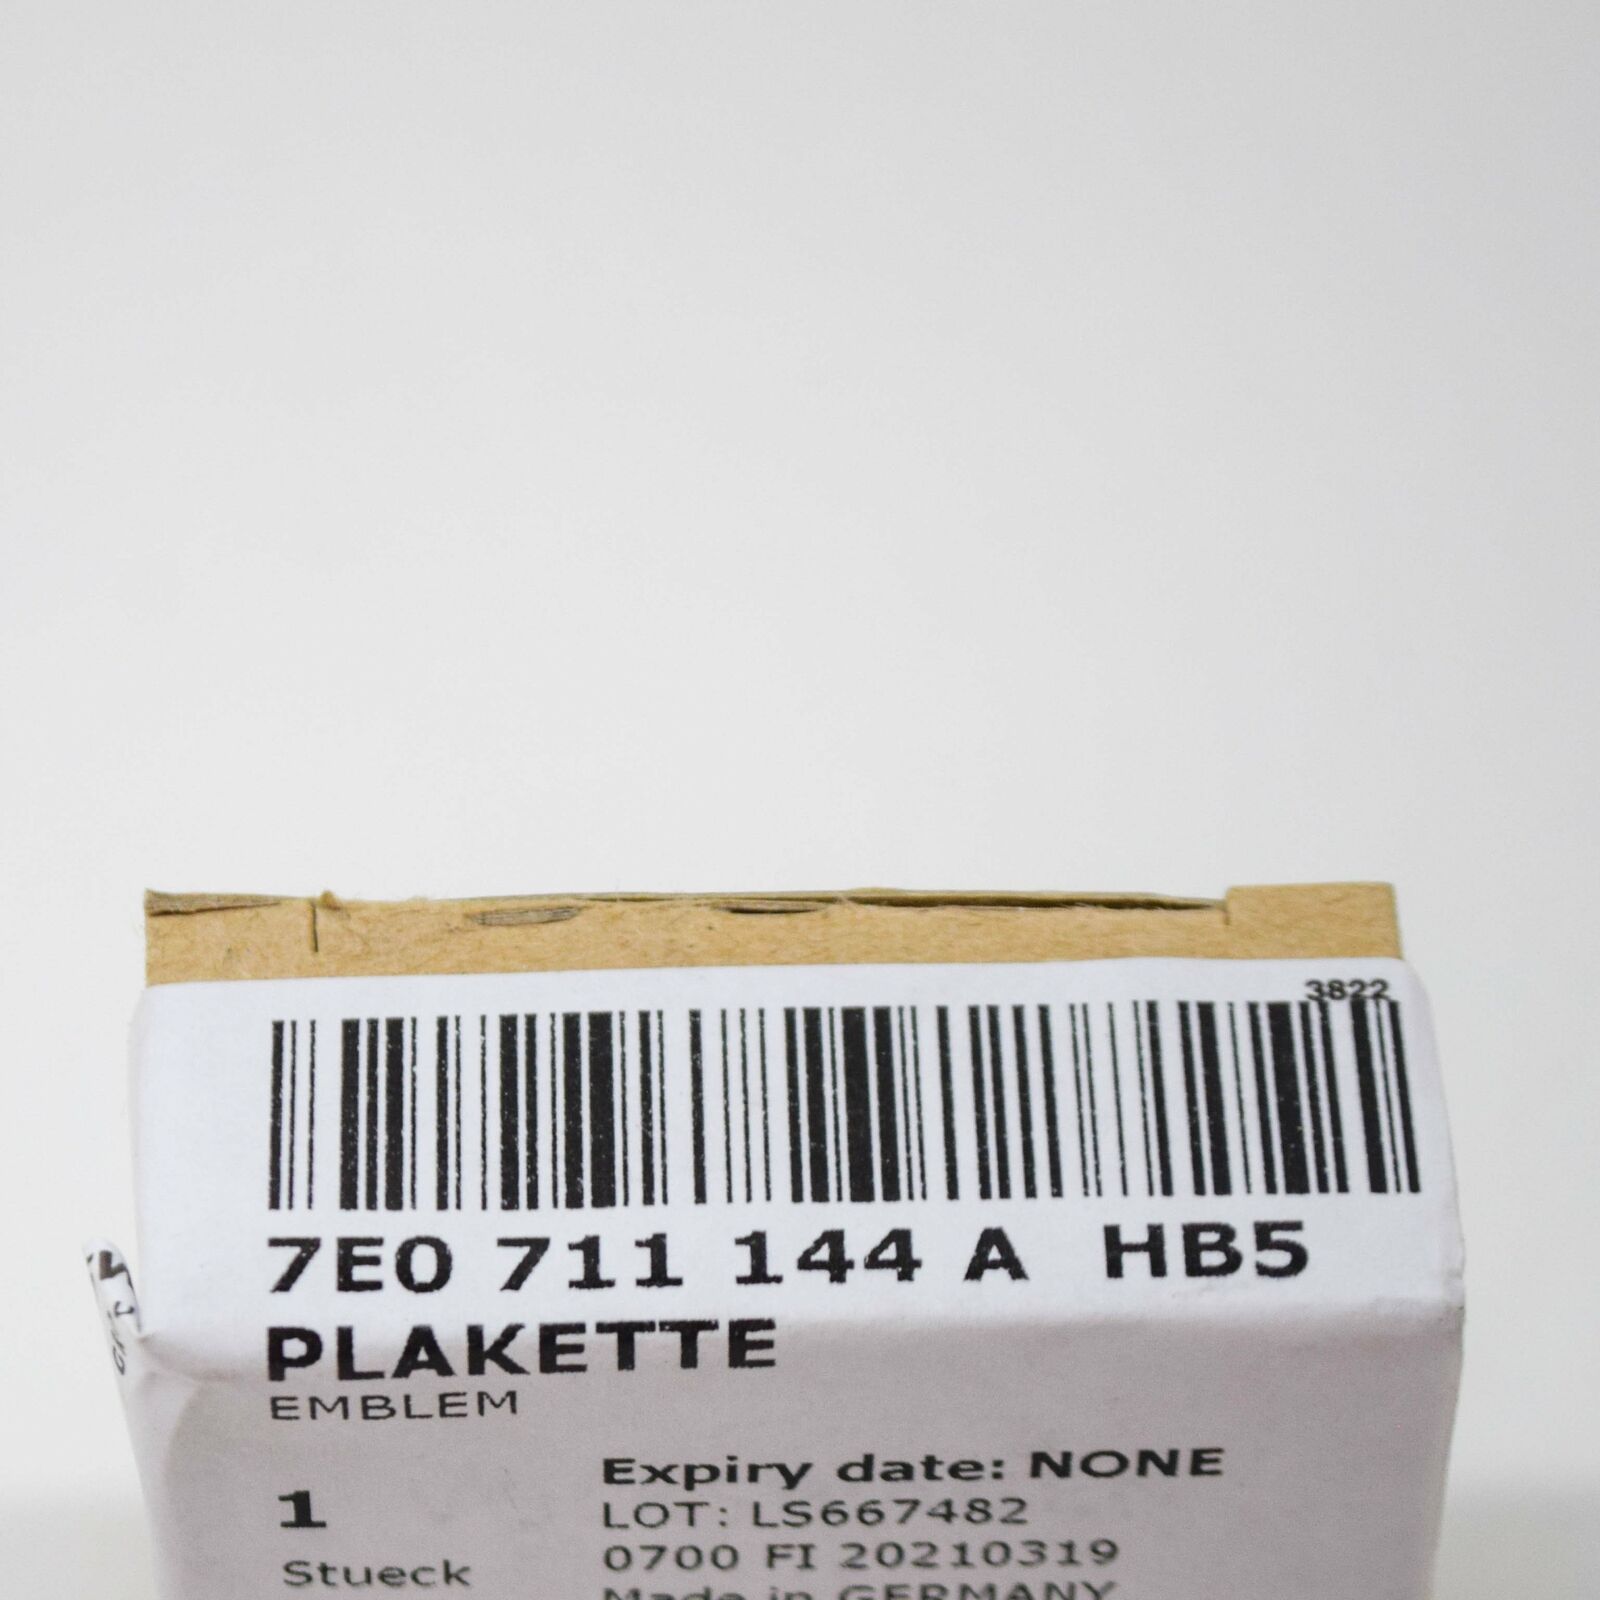 3822
7E0 711 144 A HB5
PLAKETTE
EMBLEM
1
Stueck
Expiry date: NONE
LOT: LS667482
0700 FI 20210319
Made in GERMANY